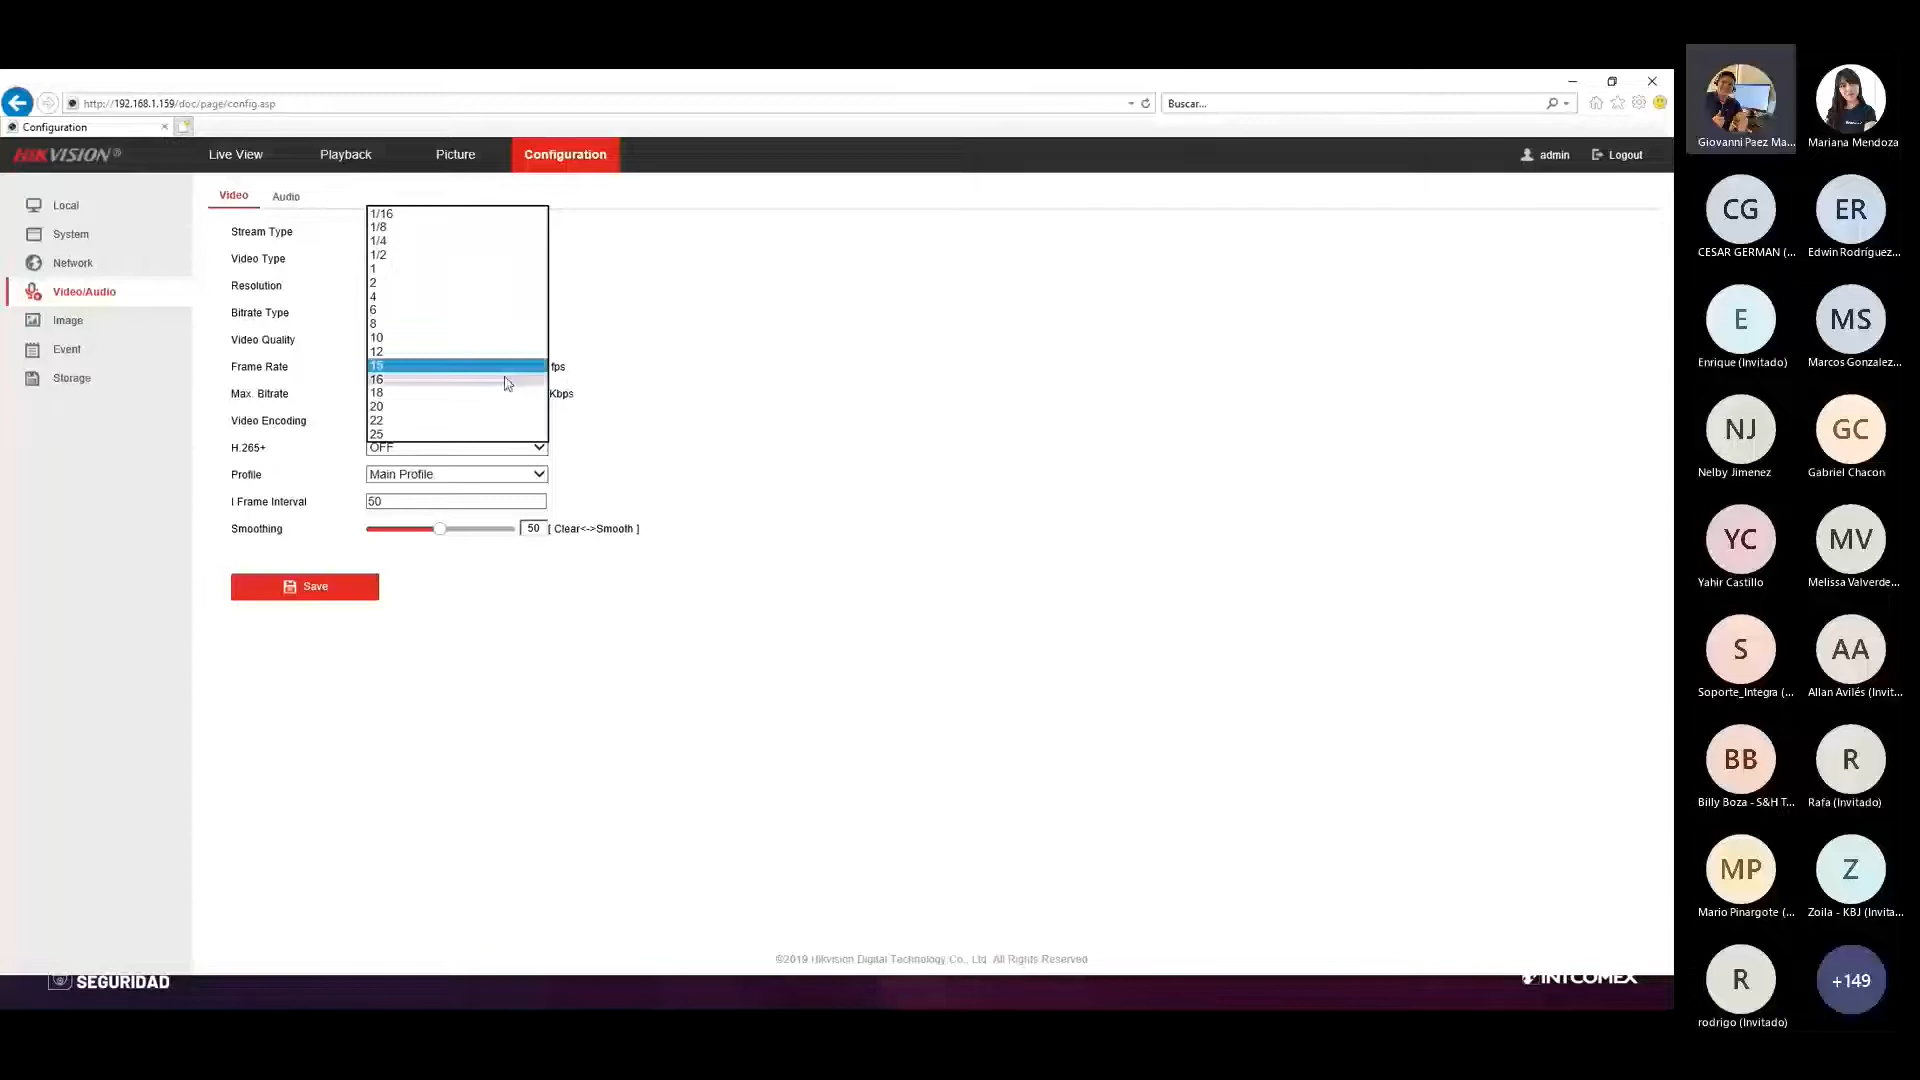 http://192.168.1.159/doc/page/config.asp
Buscar...
Configuration
HIKVISION®
Live View
Playback
Picture
Configuration
admin
Logout
Local
System
Network
Video/Audio
Image
Event
Storage
Video
Audio
Stream Type
Video Type
Resolution
Bitrate Type
Video Quality
Frame Rate
fps
Max. Bitrate
Kbps
Video Encoding
H.265+
OFF
Profile
Main Profile
I Frame Interval
50
Smoothing
50
[ Clear<->Smooth ]
1/16
1/8
1/4
1/2
1
2
4
6
8
10
12
15
16
18
20
22
25
Save
©2019 Hikvision Digital Technology Co., Ltd. All Rights Reserved
SEGURIDAD
INTCOMEX
Giovanni Paez Ma...
Mariana Mendoza
CG
CESAR GERMAN (...
ER
Edwin Rodríguez...
E
Enrique (Invitado)
MS
Marcos Gonzalez...
NJ
Nelby Jimenez
GC
Gabriel Chacon
YC
Yahir Castillo
MV
Melissa Valverde...
S
Soporte_Integra (...
AA
Allan Avilés (Invit...
BB
Billy Boza - S&H T...
R
Rafa (Invitado)
MP
Mario Pinargote (...
Z
Zoila - KBJ (Invita...
R
rodrigo (Invitado)
+149